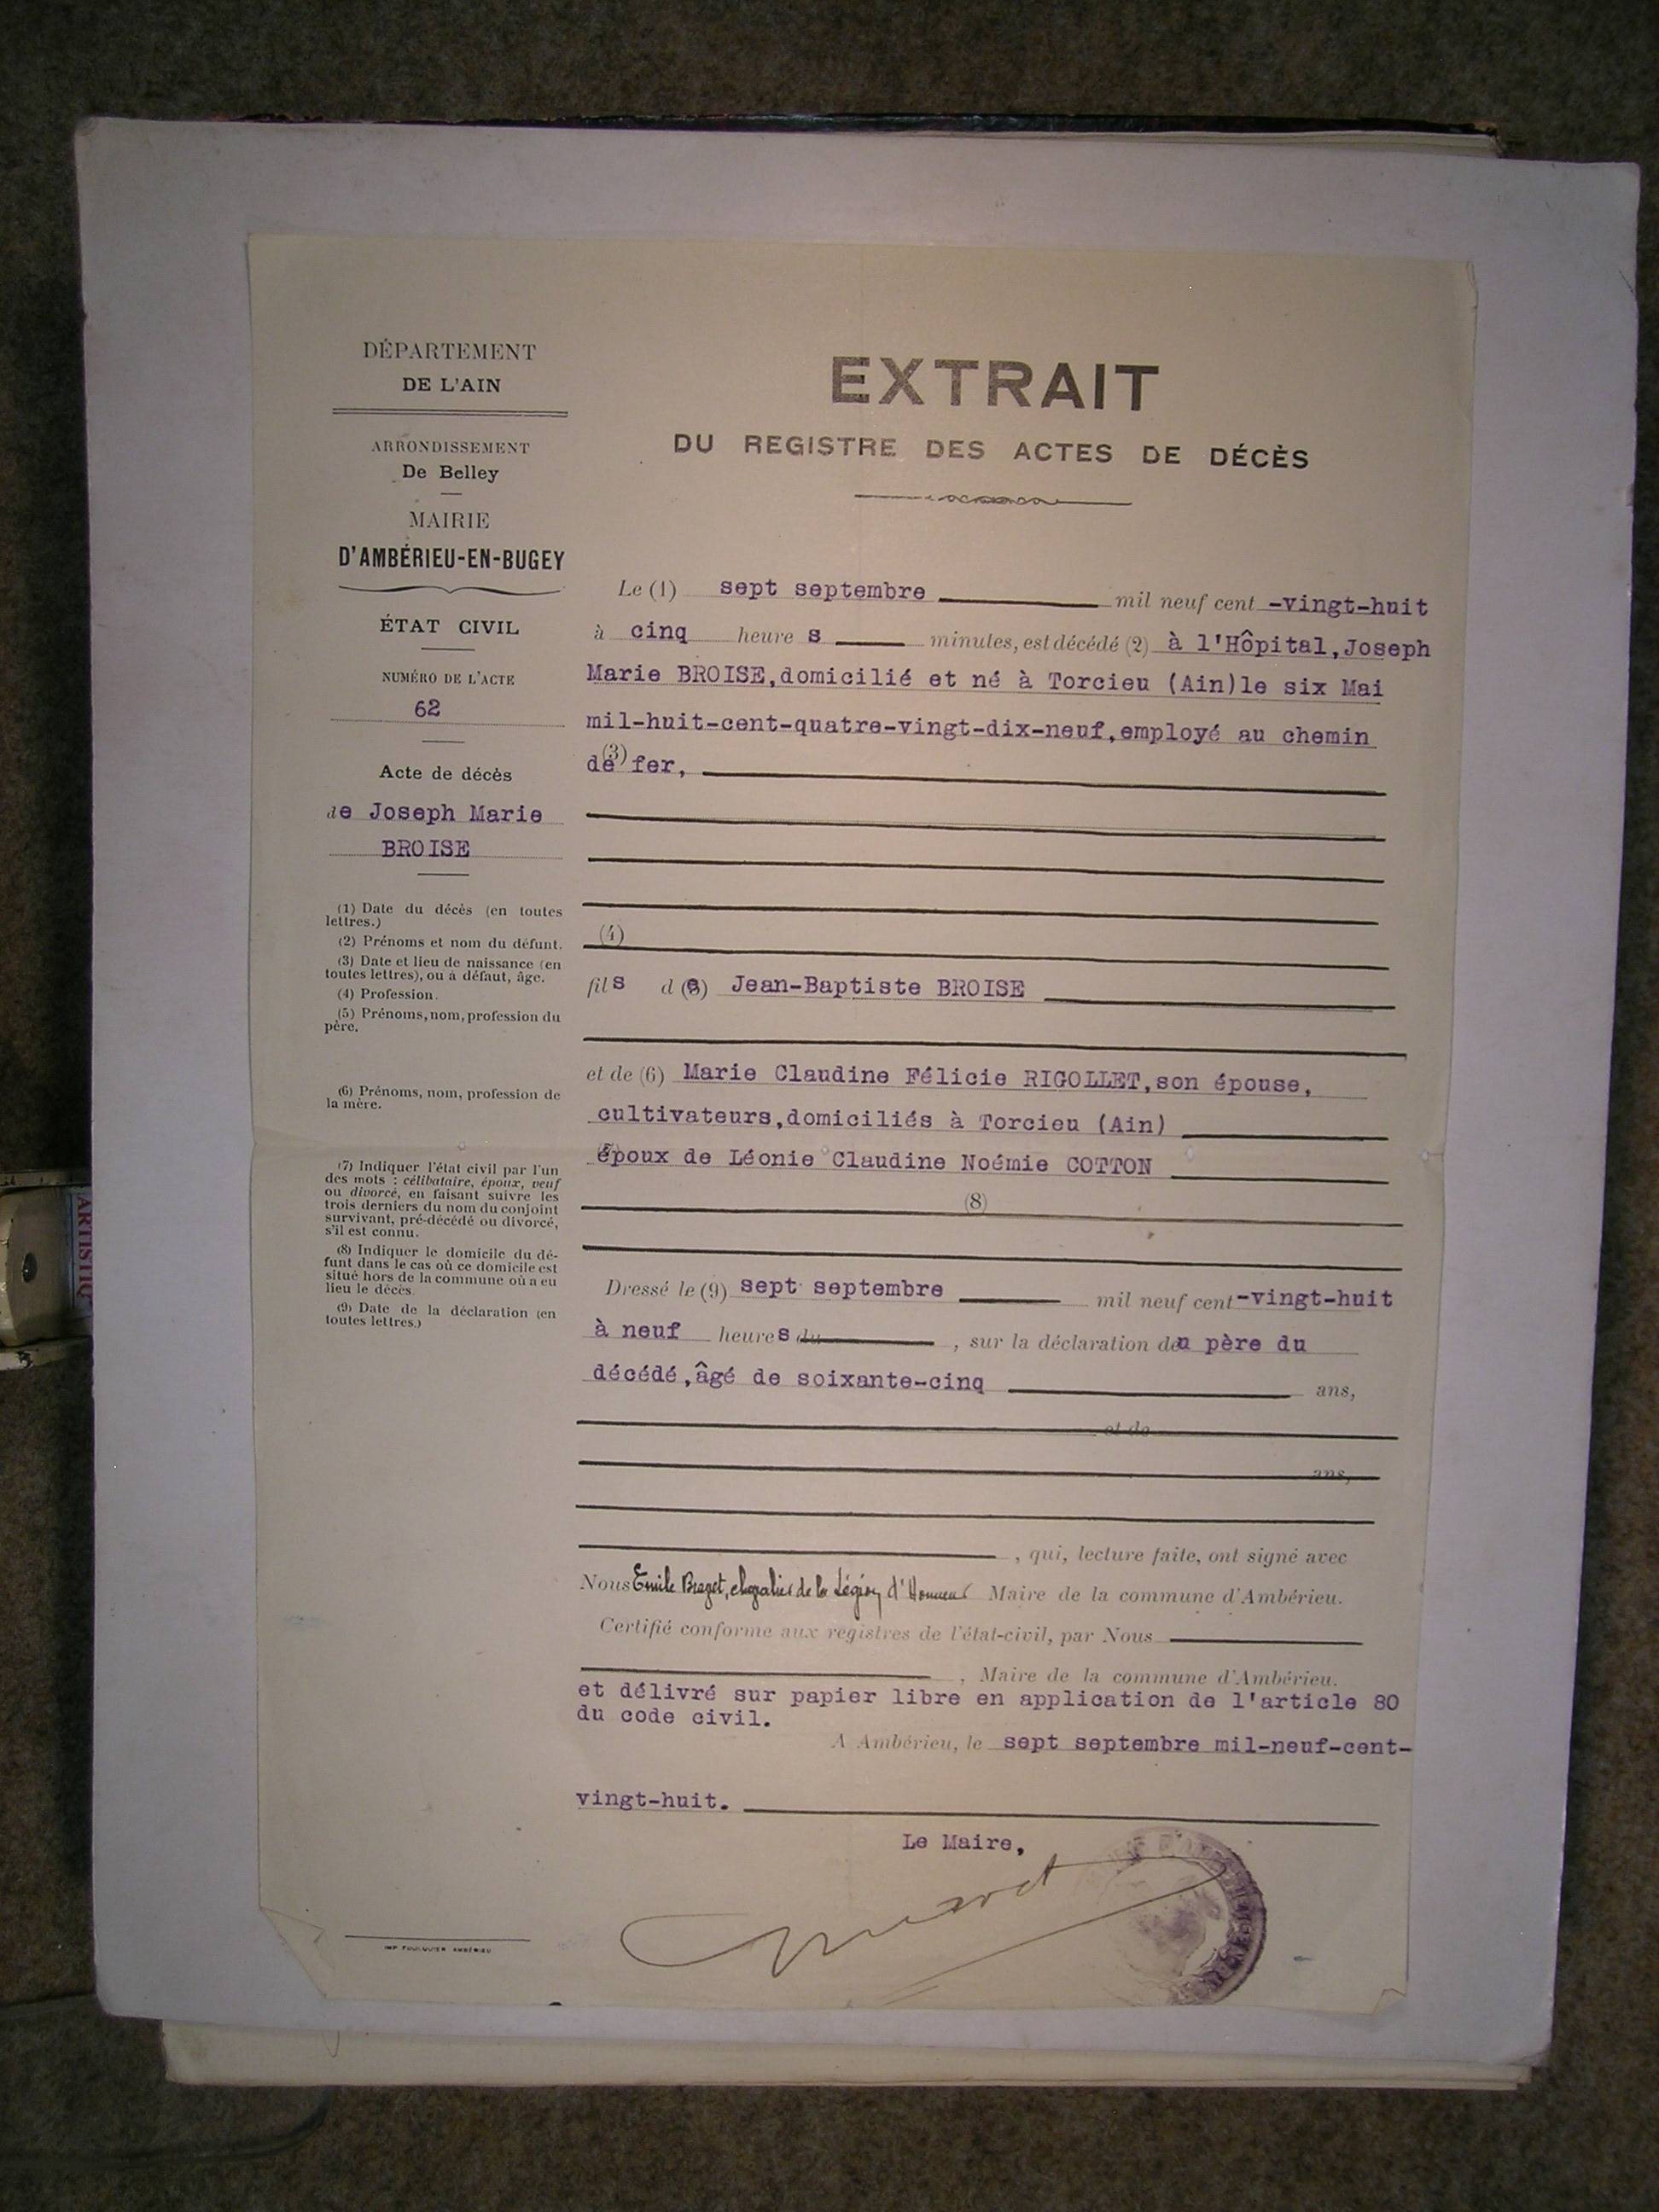 DÉPARTEMENT
DE L'AIN
ARRONDISSEMENT
De Belley
MAIRIE
D'AMBÉRIEU-EN-BUGEY
ÉTAT CIVIL
NUMÉRO DE L'ACTE
62
Acte de décès
de Joseph Marie
BROISE
(1) Date du décès (en toutes
lettres.)
(2) Prénoms et nom du défunt.
(3) Date et lieu de naissance (en
toutes lettres), ou à défaut, âge.
(4) Profession.
(5) Prénoms, nom, profession du
père.
(6) Prénoms, nom, profession de
la mère.
(7) Indiquer l'état civil par l'un
des mots : célibataire, époux, veuf
ou divorcé, en faisant suivre les
trois derniers du nom du conjoint
survivant, pré-décédé ou divorcé,
s'il est connu.
(8) Indiquer le domicile du dé-
funt dans le cas où ce domicile est
situé hors de la commune où a eu
lieu le décès.
(9) Date de la déclaration (en
toutes lettres.)
IMP FOULQUIER AMBÉRIEU
EXTRAIT
DU REGISTRE DES ACTES DE DÉCÈS
Le (1) sept septembre mil neuf cent -vingt-huit
à cinq heure s minutes, est décédé (2) à l'Hôpital,Joseph
Marie BROISE,domicilié et né à Torcieu (Ain)le six Mai
mil-huit-cent-quatre-vingt-dix-neuf,employé au chemin
(3)
de fer,
(4)
fils de Jean-Baptiste BROISE
et de (6) Marie Claudine Félicie RIGOLLET,son épouse,
cultivateurs,domiciliés à Torcieu (Ain)
époux de Léonie Claudine Noémie COTTON
(8)
Dressé le (9) sept septembre mil neuf cent -vingt-huit
à neuf heures du , sur la déclaration du père du
décédé,âgé de soixante-cinq ans,
et de
ans,
, qui, lecture faite, ont signé avec
Nous Emile Bravet, chevalier de la Légion d'Honneur Maire de la commune d'Ambérieu.
Certifié conforme aux registres de l'état-civil, par Nous
, Maire de la commune d'Ambérieu.
et délivré sur papier libre en application de l'article 80
du code civil.
A Ambérieu, le sept septembre mil-neuf-cent-
vingt-huit.
Le Maire,
ARTISTIQ